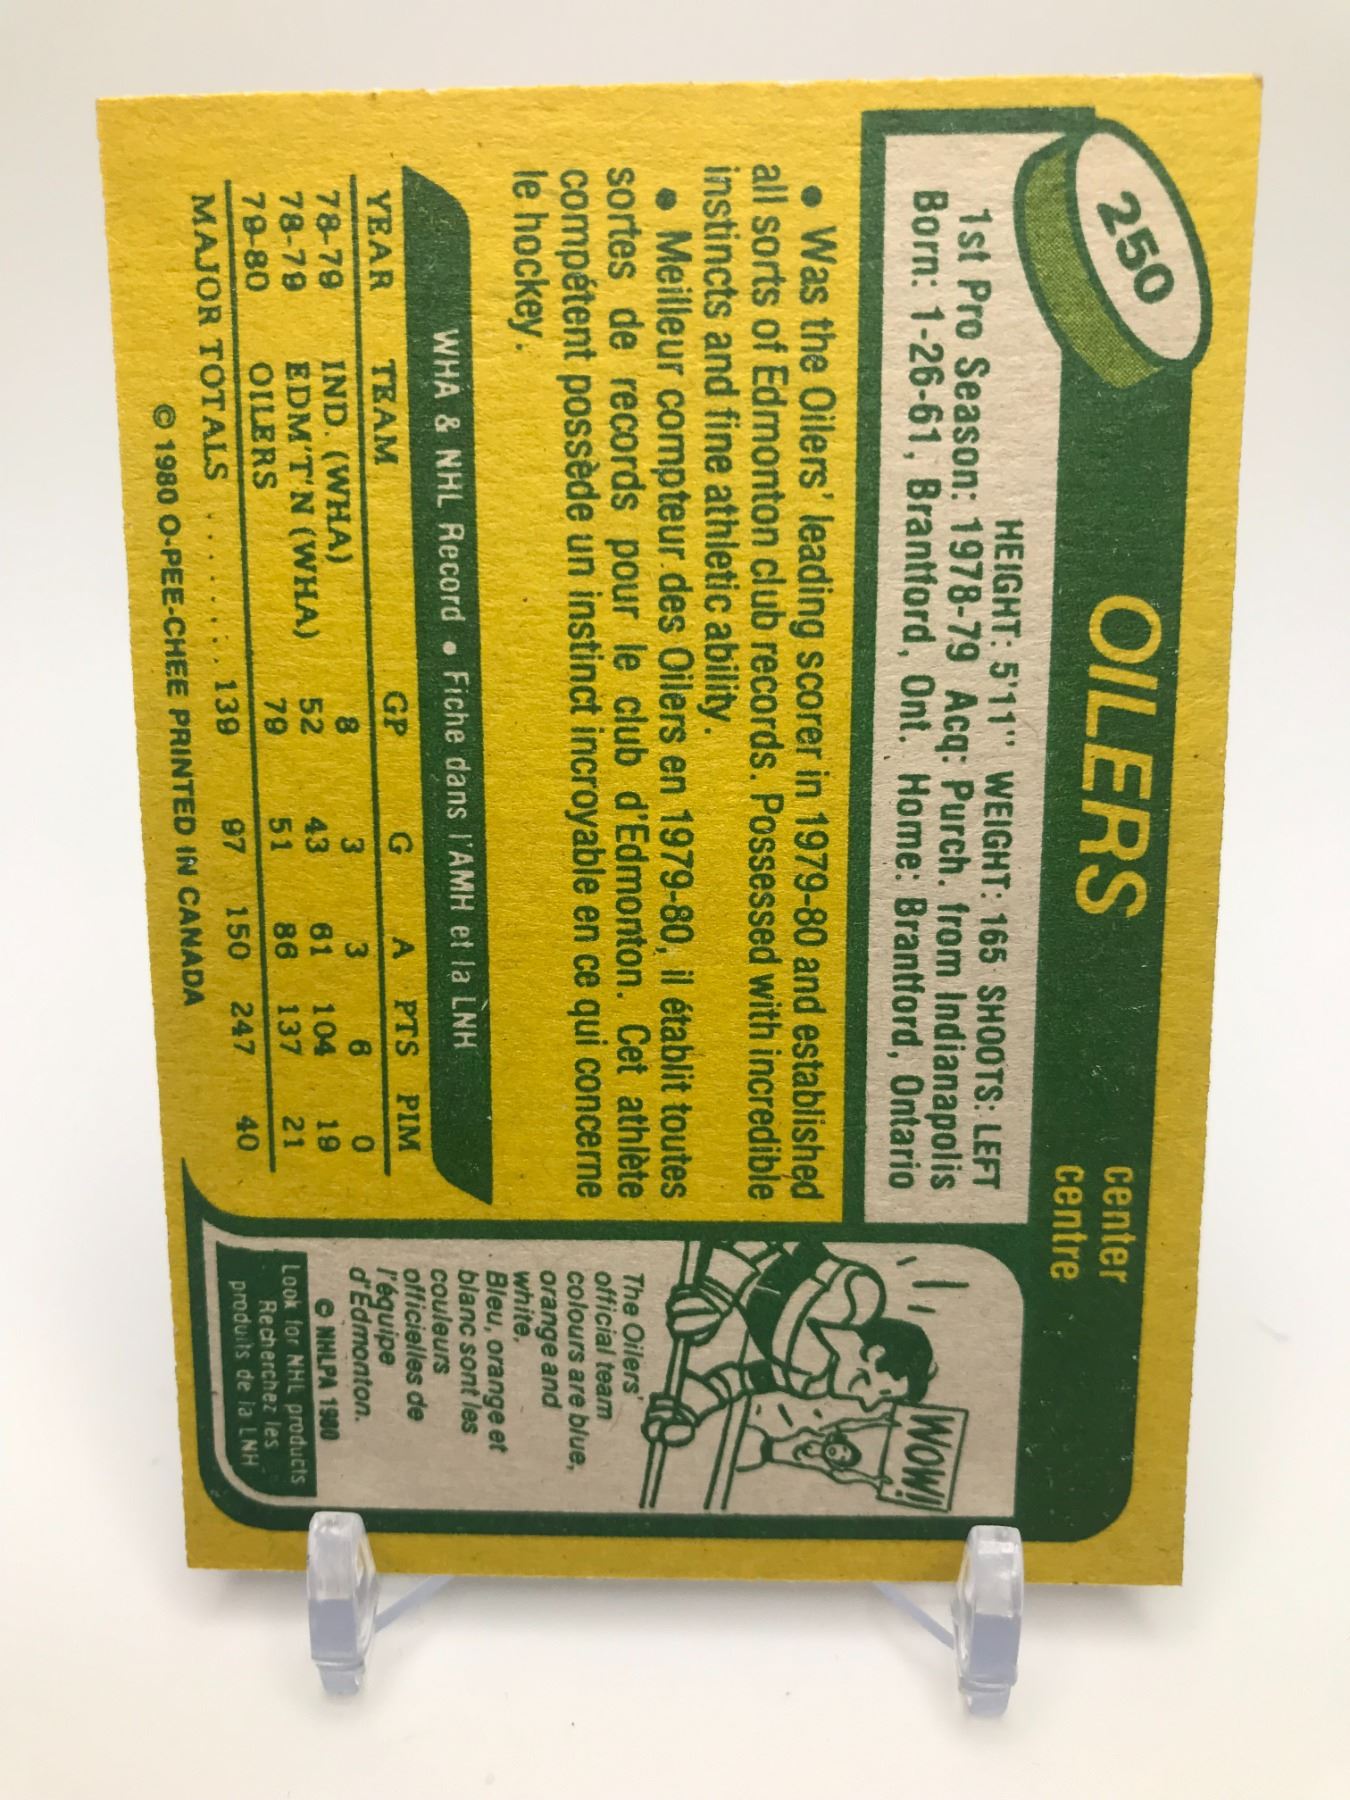 250
OILERS
center
centre
HEIGHT: 5'11" WEIGHT: 165 SHOOTS: LEFT
1st Pro Season: 1978-79 Acq: Purch. from Indianapolis
Born: 1-26-61, Brantford, Ont. Home: Brantford, Ontario
• Was the Oilers' leading scorer in 1979-80 and established
all sorts of Edmonton club records. Possessed with incredible
instincts and fine athletic ability.
• Meilleur compteur des Oilers en 1979-80, il établit toutes
sortes de records pour le club d'Edmonton. Cet athlète
compétent possède un instinct incroyable en ce qui concerne
le hockey.
WHA & NHL Record • Fiche dans l'AMH et la LNH
YEAR TEAM GP G A PTS PIM
78-79 IND. (WHA) 8 3 3 6 0
78-79 EDM'T'N (WHA) 52 43 61 104 19
79-80 OILERS 79 51 86 137 21
MAJOR TOTALS . . . . . . . 139 97 150 247 40
© 1980 O-PEE-CHEE PRINTED IN CANADA
WOW!
The Oilers'
official team
colours are blue,
orange and
white.
Bleu, orange et
blanc sont les
couleurs
officielles de
l'équipe
d'Edmonton.
© NHLPA 1980
Look for NHL products
Recherchez les
produits de la LNH